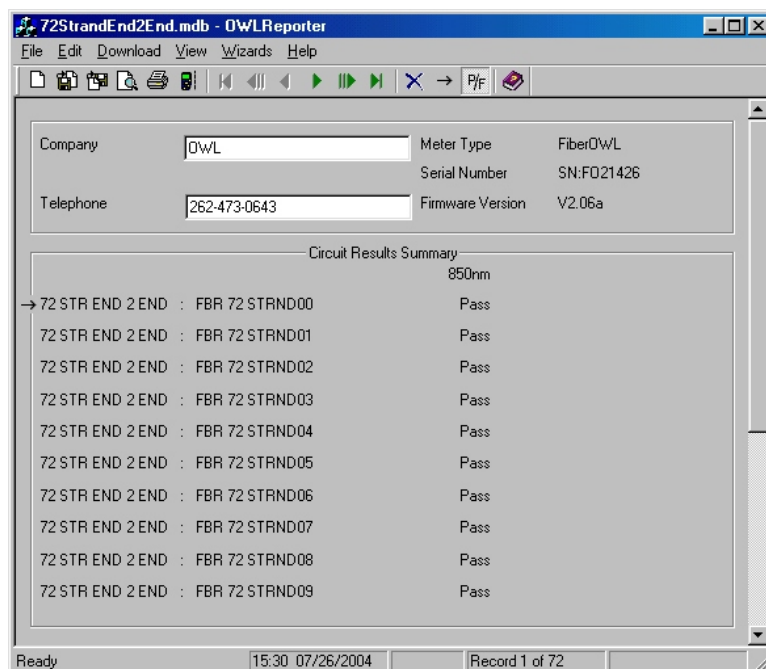 72StrandEnd2End.mdb - OWLReporter
File Edit Download View Wizards Help
P/F
Company OWL Meter Type FiberOWL
Serial Number SN:FO21426
Telephone 262-473-0643 Firmware Version V2.06a
Circuit Results Summary
850nm
→ 72 STR END 2 END : FBR 72 STRND00 Pass
72 STR END 2 END : FBR 72 STRND01 Pass
72 STR END 2 END : FBR 72 STRND02 Pass
72 STR END 2 END : FBR 72 STRND03 Pass
72 STR END 2 END : FBR 72 STRND04 Pass
72 STR END 2 END : FBR 72 STRND05 Pass
72 STR END 2 END : FBR 72 STRND06 Pass
72 STR END 2 END : FBR 72 STRND07 Pass
72 STR END 2 END : FBR 72 STRND08 Pass
72 STR END 2 END : FBR 72 STRND09 Pass
Ready 15:30 07/26/2004 Record 1 of 72